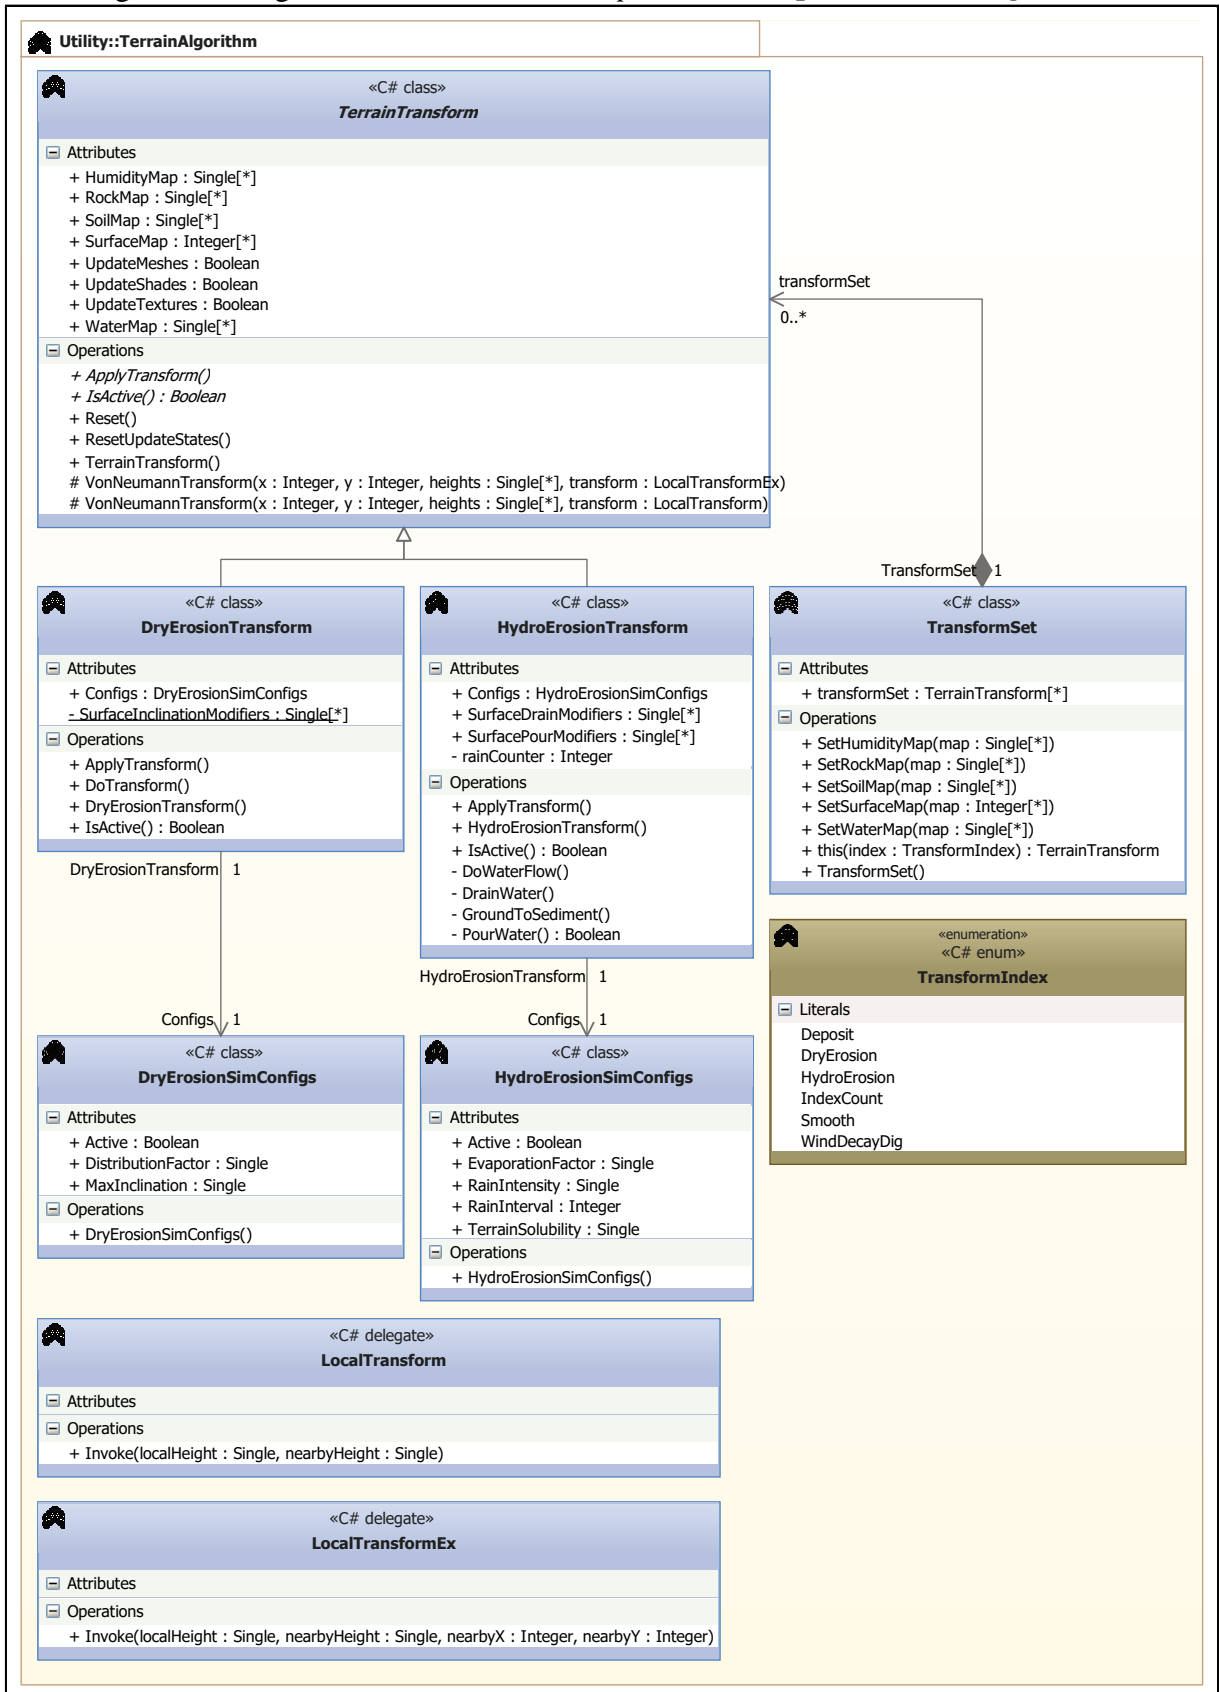 Utility::TerrainAlgorithm
«C# class»
TerrainTransform
Attributes
+ HumidityMap : Single[*]
+ RockMap : Single[*]
+ SoilMap : Single[*]
+ SurfaceMap : Integer[*]
+ UpdateMeshes : Boolean
+ UpdateShades : Boolean
+ UpdateTextures : Boolean
+ WaterMap : Single[*]
Operations
+ ApplyTransform()
+ IsActive() : Boolean
+ Reset()
+ ResetUpdateStates()
+ TerrainTransform()
# VonNeumannTransform(x : Integer, y : Integer, heights : Single[*], transform : LocalTransformEx)
# VonNeumannTransform(x : Integer, y : Integer, heights : Single[*], transform : LocalTransform)
transformSet
0..*
TransformSet 1
«C# class»
DryErosionTransform
Attributes
+ Configs : DryErosionSimConfigs
- SurfaceInclinationModifiers : Single[*]
Operations
+ ApplyTransform()
+ DoTransform()
+ DryErosionTransform()
+ IsActive() : Boolean
DryErosionTransform 1
Configs 1
«C# class»
HydroErosionTransform
Attributes
+ Configs : HydroErosionSimConfigs
+ SurfaceDrainModifiers : Single[*]
+ SurfacePourModifiers : Single[*]
- rainCounter : Integer
Operations
+ ApplyTransform()
+ HydroErosionTransform()
+ IsActive() : Boolean
- DoWaterFlow()
- DrainWater()
- GroundToSediment()
- PourWater() : Boolean
HydroErosionTransform 1
Configs 1
«C# class»
TransformSet
Attributes
+ transformSet : TerrainTransform[*]
Operations
+ SetHumidityMap(map : Single[*])
+ SetRockMap(map : Single[*])
+ SetSoilMap(map : Single[*])
+ SetSurfaceMap(map : Integer[*])
+ SetWaterMap(map : Single[*])
+ this(index : TransformIndex) : TerrainTransform
+ TransformSet()
«enumeration»
«C# enum»
TransformIndex
Literals
Deposit
DryErosion
HydroErosion
IndexCount
Smooth
WindDecayDig
«C# class»
DryErosionSimConfigs
Attributes
+ Active : Boolean
+ DistributionFactor : Single
+ MaxInclination : Single
Operations
+ DryErosionSimConfigs()
«C# class»
HydroErosionSimConfigs
Attributes
+ Active : Boolean
+ EvaporationFactor : Single
+ RainIntensity : Single
+ RainInterval : Integer
+ TerrainSolubility : Single
Operations
+ HydroErosionSimConfigs()
«C# delegate»
LocalTransform
Attributes
Operations
+ Invoke(localHeight : Single, nearbyHeight : Single)
«C# delegate»
LocalTransformEx
Attributes
Operations
+ Invoke(localHeight : Single, nearbyHeight : Single, nearbyX : Integer, nearbyY : Integer)